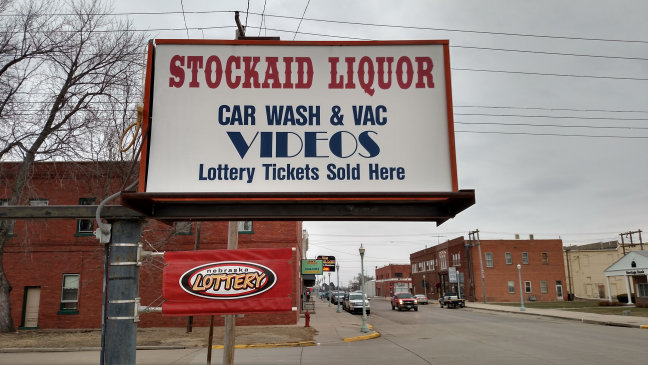 STOCKAID LIQUOR
CAR WASH & VAC
VIDEOS
Lottery Tickets Sold Here
NEBRASKA
LOTTERY